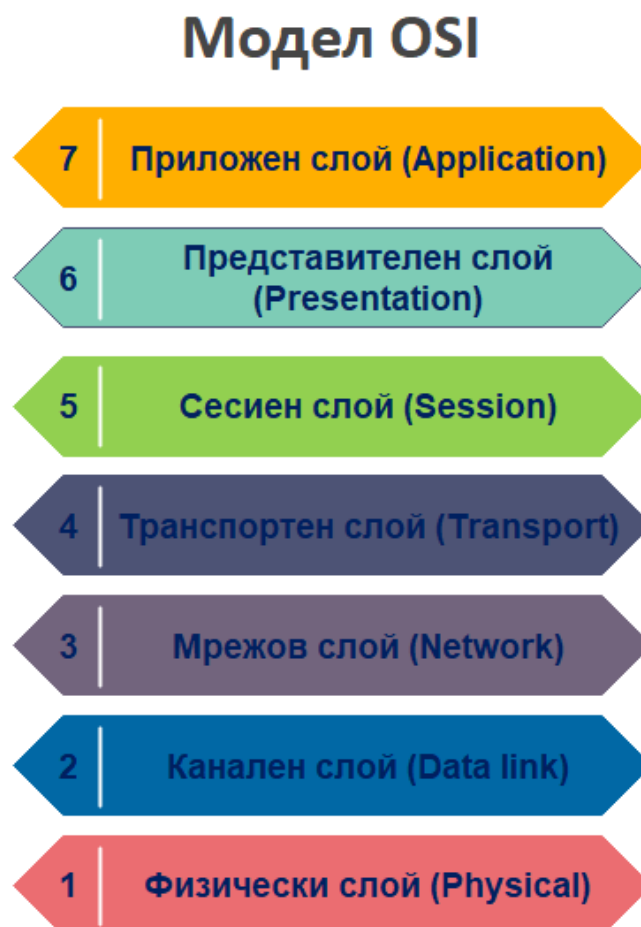 Модел OSI
7 Приложен слой (Application)
6 Представителен слой
(Presentation)
5 Сесиен слой (Session)
4 Транспортен слой (Transport)
3 Мрежов слой (Network)
2 Канален слой (Data link)
1 Физически слой (Physical)